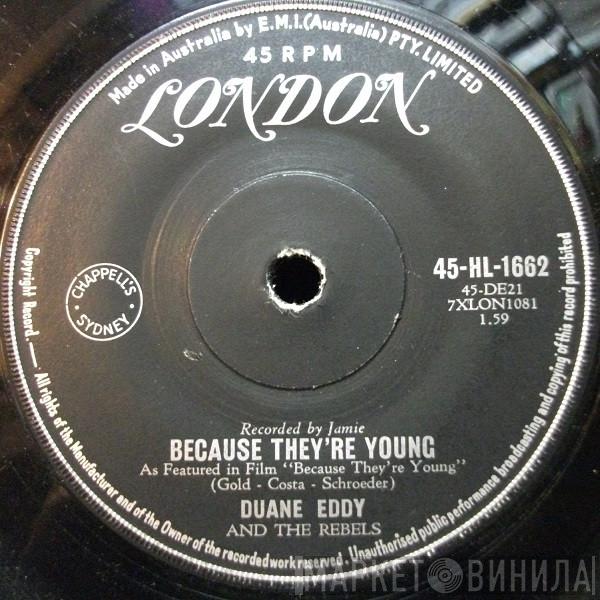 Made in Australia by E.M.I. (Australia) PTY. LIMITED
45 RPM
LONDON
45-HL-1662
45-DE21
7XLON1081
1.59
CHAPPELL'S
SYDNEY
Recorded by Jamie
BECAUSE THEY'RE YOUNG
As Featured in Film "Because They're Young"
(Gold - Costa - Schroeder)
DUANE EDDY
AND THE REBELS
Copyright Record. — All rights of the Manufacturer and of the Owner of the recorded work reserved. Unauthorised public performance broadcasting and copying of this record prohibited
МАРКЕТ ВИНИЛА